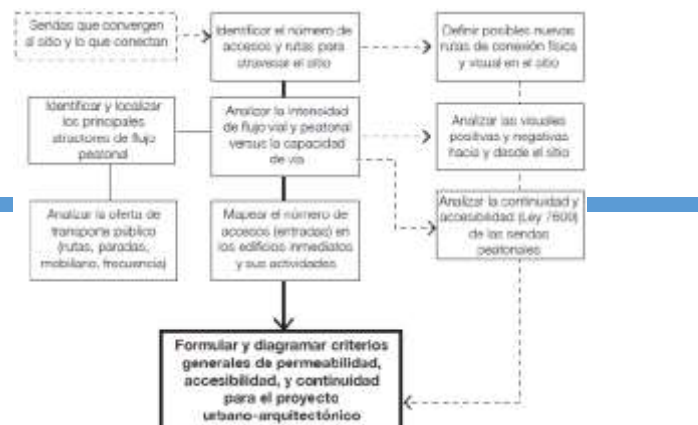 Sendas que convergen
al sitio y lo que conectan
Identificar el número de
accesos y rutas para
atravesar el sitio
Definir posibles nuevas
rutas de conexión física
y visual en el sitio
Identificar y localizar
los principales
atractores de flujo
peatonal
Analizar la intensidad
de flujo vial y peatonal
versus la capacidad
de vía
Analizar las visuales
positivas y negativas
hacia y desde el sitio
Analizar la oferta de
transporte público
(rutas, paradas,
mobiliario, frecuencia)
Mapear el número de
accesos (entradas) en
los edificios inmediatos
y sus actividades
Analizar la continuidad y
accesibilidad (Ley 7600)
de las sendas
peatonales
Formular y diagramar criterios
generales de permeabilidad,
accesibilidad, y continuidad
para el proyecto
urbano-arquitectónico